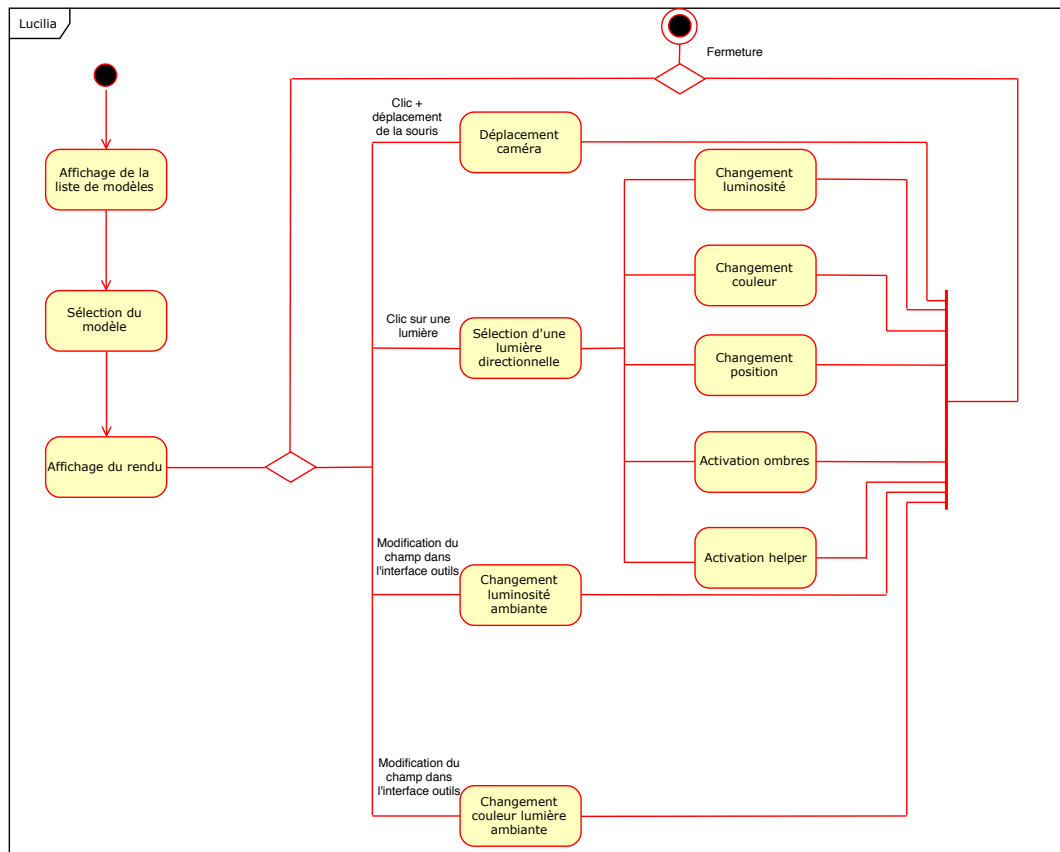 Lucilia
Fermeture
Clic +
déplacement
de la souris
Déplacement
caméra
Affichage de la
liste de modèles
Changement
luminosité
Changement
couleur
Sélection du
modèle
Clic sur une
lumière
Sélection d'une
lumière
directionnelle
Changement
position
Affichage du rendu
Activation ombres
Modification du
champ dans
l'interface outils
Activation helper
Changement
luminosité
ambiante
Modification du
champ dans
l'interface outils
Changement
couleur lumière
ambiante